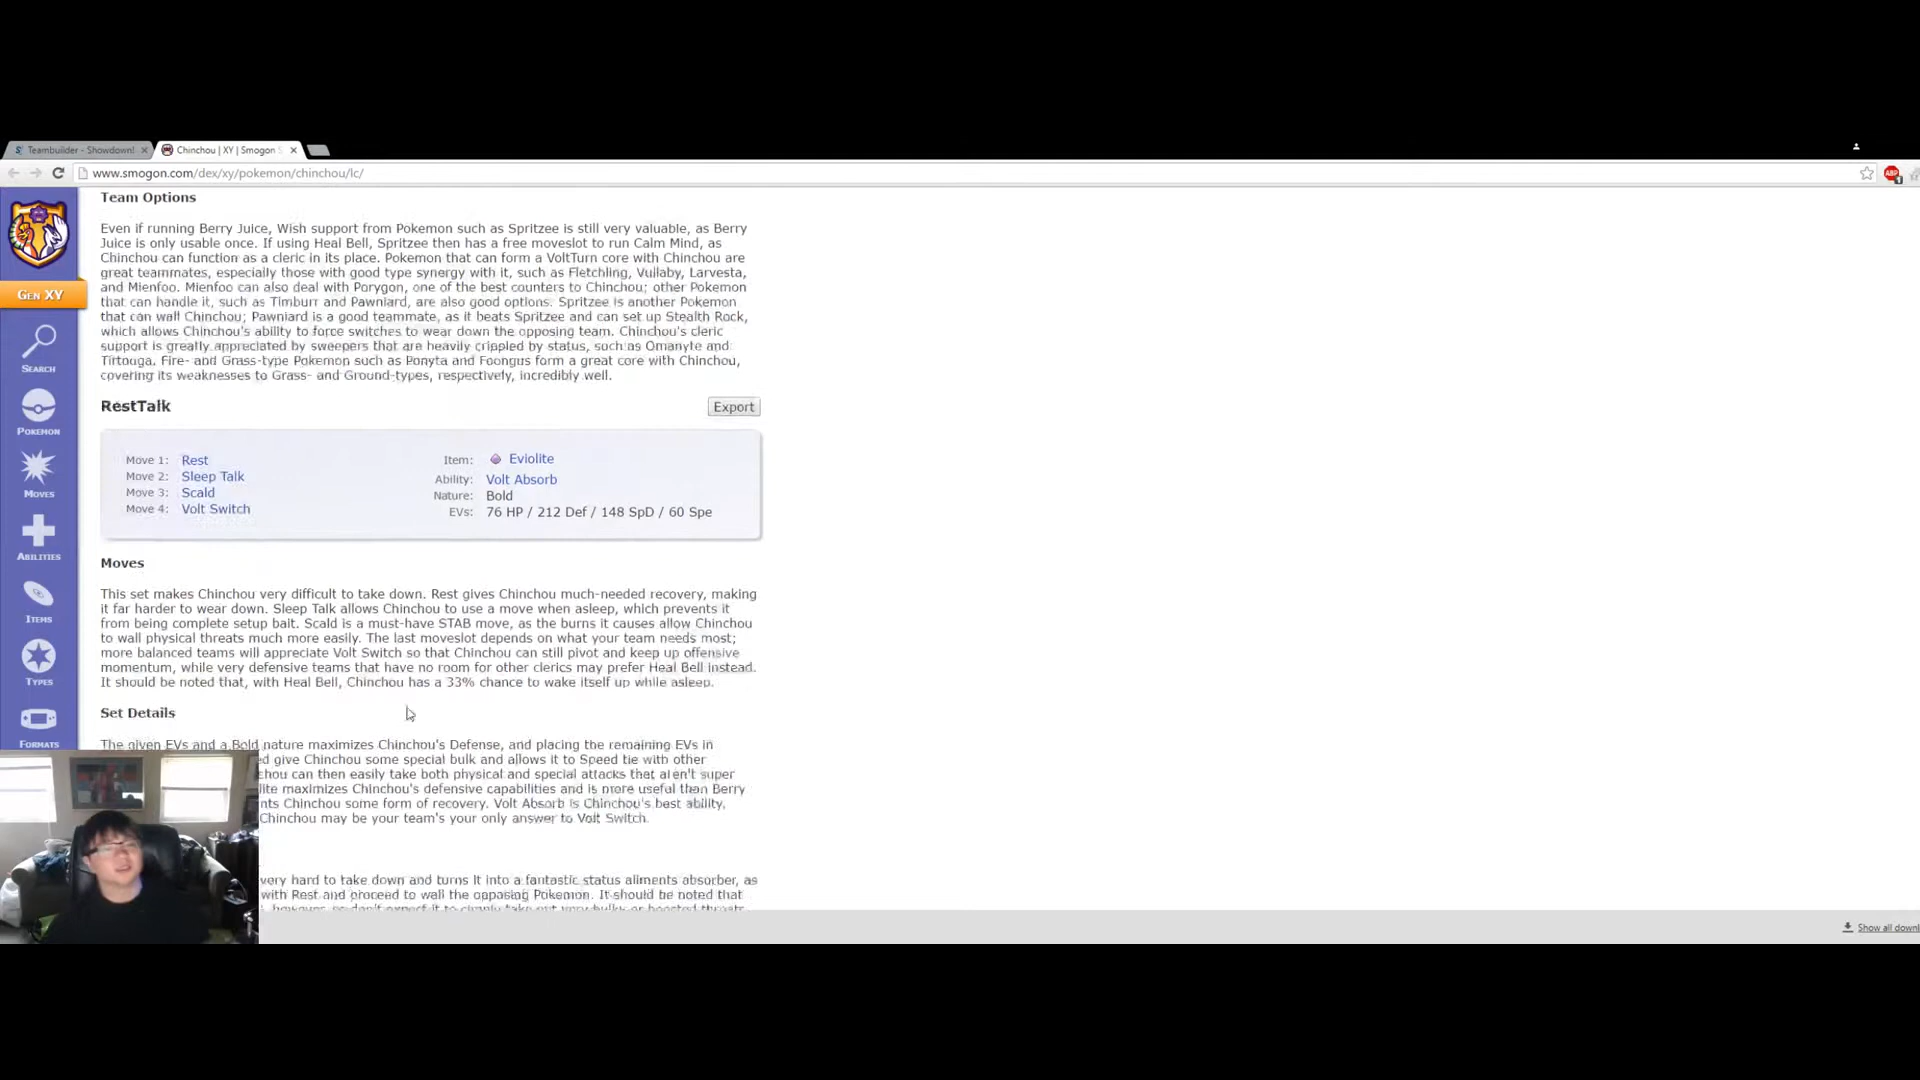 Teambuilder - Showdown!
Chinchou | XY | Smogon
www.smogon.com/dex/xy/pokemon/chinchou/lc/
ABP
GEN XY
SEARCH
POKEMON
MOVES
ABILITIES
ITEMS
TYPES
FORMATS
Team Options
Even if running Berry Juice, Wish support from Pokemon such as Spritzee is still very valuable, as Berry
Juice is only usable once. If using Heal Bell, Spritzee then has a free moveslot to run Calm Mind, as
Chinchou can function as a cleric in its place. Pokemon that can form a VoltTurn core with Chinchou are
great teammates, especially those with good type synergy with it, such as Fletchling, Vullaby, Larvesta,
and Mienfoo. Mienfoo can also deal with Porygon, one of the best counters to Chinchou; other Pokemon
that can handle it, such as Timburr and Pawniard, are also good options. Spritzee is another Pokemon
that can wall Chinchou; Pawniard is a good teammate, as it beats Spritzee and can set up Stealth Rock,
which allows Chinchou's ability to force switches to wear down the opposing team. Chinchou's cleric
support is greatly appreciated by sweepers that are heavily crippled by status, such as Omanyte and
Tirtouga. Fire- and Grass-type Pokemon such as Ponyta and Foongus form a great core with Chinchou,
covering its weaknesses to Grass- and Ground-types, respectively, incredibly well.
RestTalk
Export
Move 1: Rest
Move 2: Sleep Talk
Move 3: Scald
Move 4: Volt Switch
Item: Eviolite
Ability: Volt Absorb
Nature: Bold
EVs: 76 HP / 212 Def / 148 SpD / 60 Spe
Moves
This set makes Chinchou very difficult to take down. Rest gives Chinchou much-needed recovery, making
it far harder to wear down. Sleep Talk allows Chinchou to use a move when asleep, which prevents it
from being complete setup bait. Scald is a must-have STAB move, as the burns it causes allow Chinchou
to wall physical threats much more easily. The last moveslot depends on what your team needs most;
more balanced teams will appreciate Volt Switch so that Chinchou can still pivot and keep up offensive
momentum, while very defensive teams that have no room for other clerics may prefer Heal Bell instead.
It should be noted that, with Heal Bell, Chinchou has a 33% chance to wake itself up while asleep.
Set Details
The given EVs and a Bold nature maximizes Chinchou's Defense, and placing the remaining EVs in
give Chinchou some special bulk and allows it to Speed tie with other
can then easily take both physical and special attacks that aren't super
maximizes Chinchou's defensive capabilities and is more useful than Berry
Chinchou some form of recovery. Volt Absorb is Chinchou's best ability,
Chinchou may be your team's your only answer to Volt Switch.
very hard to take down and turns it into a fantastic status ailments absorber, as
with Rest and proceed to wall the opposing Pokemon. It should be noted that
however, so don't expect it to simply take out very bulky or boosted threats
Show all downl